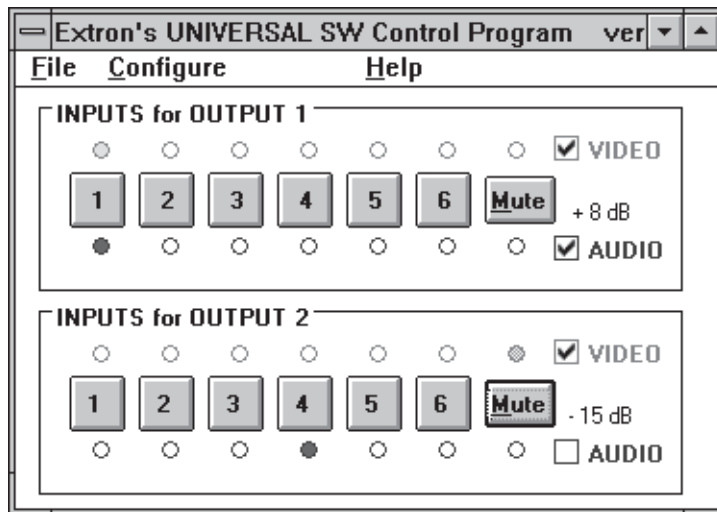 Extron's UNIVERSAL SW Control Program ver
File Configure Help
INPUTS for OUTPUT 1
VIDEO
1 2 3 4 5 6 Mute + 8 dB
AUDIO
INPUTS for OUTPUT 2
VIDEO
1 2 3 4 5 6 Mute - 15 dB
AUDIO